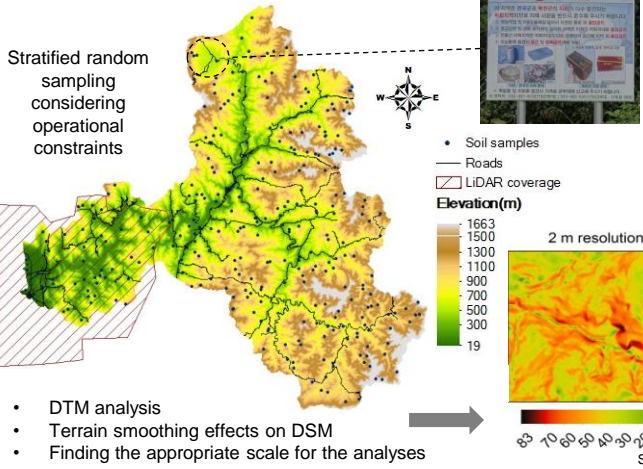 Stratified random
sampling
considering
operational
constraints
N
W E
S
Soil samples
Roads
LiDAR coverage
Elevation(m)
1663
1500
1300
1100
900
700
500
300
19
2 m resolution
83 70 60 50 40 30
S
• DTM analysis
• Terrain smoothing effects on DSM
• Finding the appropriate scale for the analyses